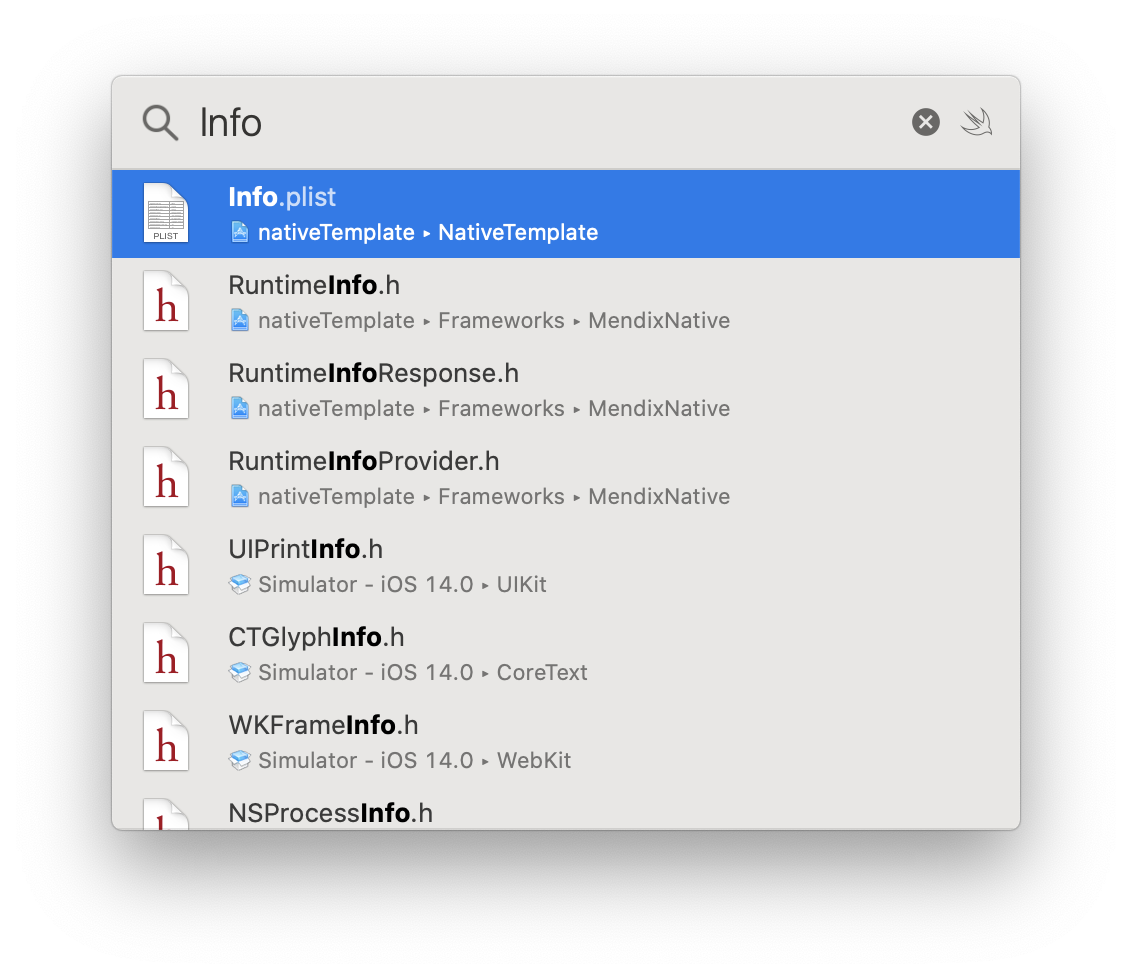 Info
Info.plist
PLIST
nativeTemplate ▸ NativeTemplate
RuntimeInfo.h
nativeTemplate ▸ Frameworks ▸ MendixNative
RuntimeInfoResponse.h
nativeTemplate ▸ Frameworks ▸ MendixNative
RuntimeInfoProvider.h
nativeTemplate ▸ Frameworks ▸ MendixNative
UIPrintInfo.h
Simulator - iOS 14.0 ▸ UIKit
CTGlyphInfo.h
Simulator - iOS 14.0 ▸ CoreText
WKFrameInfo.h
Simulator - iOS 14.0 ▸ WebKit
NSProcessInfo.h